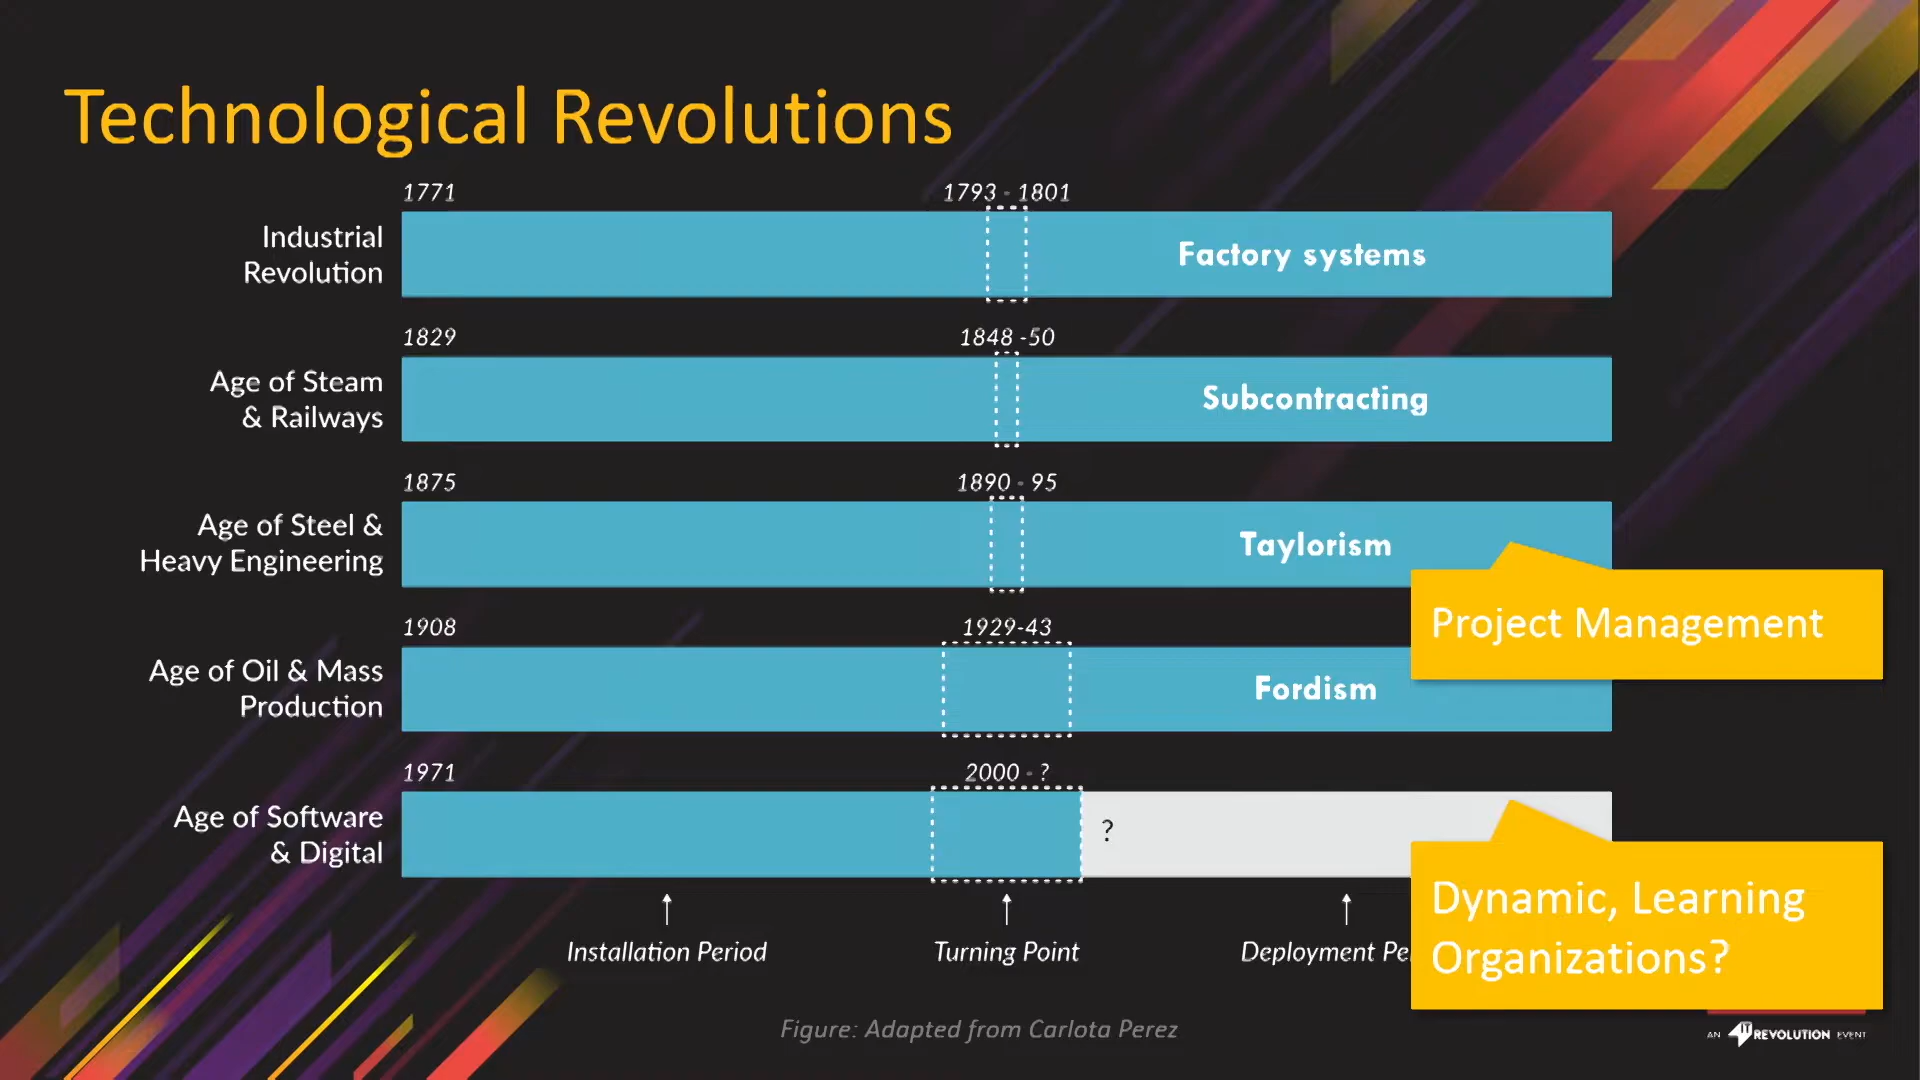 Technological Revolutions
1771
1793 - 1801
Industrial
Revolution
Factory systems
1829
1848 -50
Age of Steam
& Railways
Subcontracting
1875
1890 - 95
Age of Steel &
Heavy Engineering
Taylorism
Project Management
1908
1929-43
Age of Oil & Mass
Production
Fordism
1971
2000 - ?
Age of Software
& Digital
?
Dynamic, Learning
Organizations?
Installation Period
Turning Point
Deployment Pe
Figure: Adapted from Carlota Perez
AN IT REVOLUTION EVENT